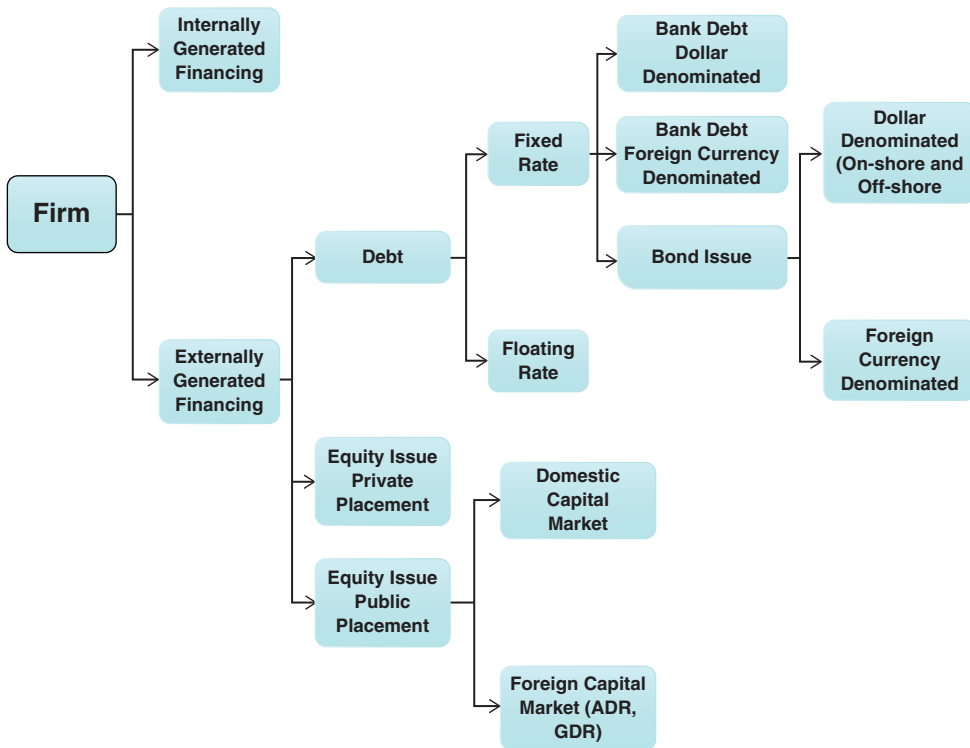 Firm
Internally
Generated
Financing
Externally
Generated
Financing
Debt
Equity Issue
Private
Placement
Equity Issue
Public
Placement
Fixed
Rate
Floating
Rate
Domestic
Capital
Market
Foreign Capital
Market (ADR,
GDR)
Bank Debt
Dollar
Denominated
Bank Debt
Foreign Currency
Denominated
Bond Issue
Dollar
Denominated
(On-shore and
Off-shore
Foreign
Currency
Denominated